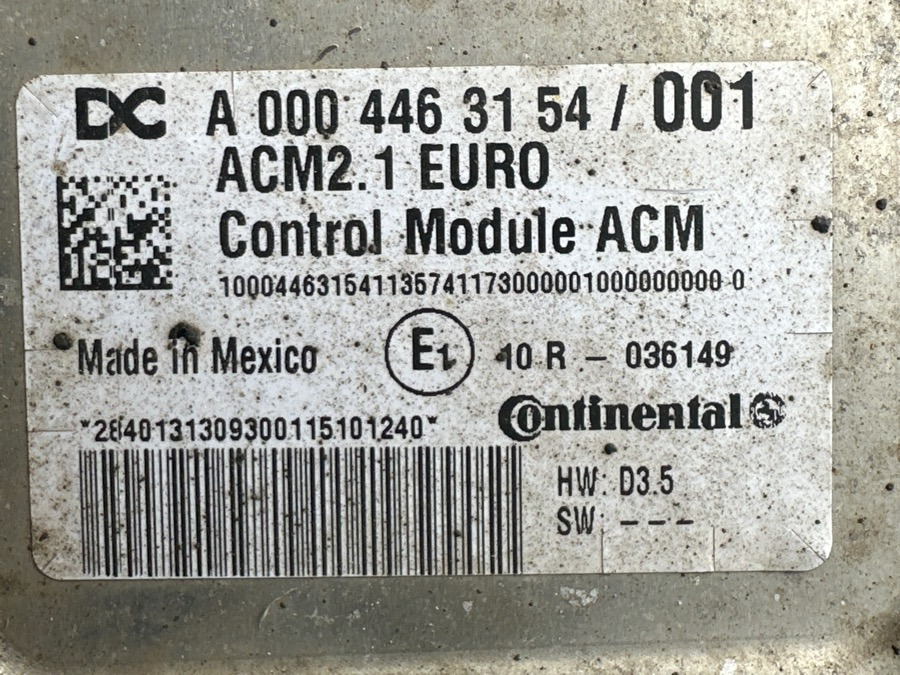 DC A 000 446 31 54 / 001
ACM2.1 EURO
Control Module ACM
10004463154113574117300000100000000 0
Made in Mexico E1 10 R - 036149
*2840131309300115101240* Continental
HW: D3.5
SW: ---